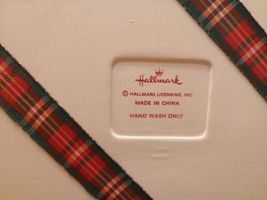 Hallmark
© HALLMARK LICENSING, INC.
MADE IN CHINA
HAND WASH ONLY